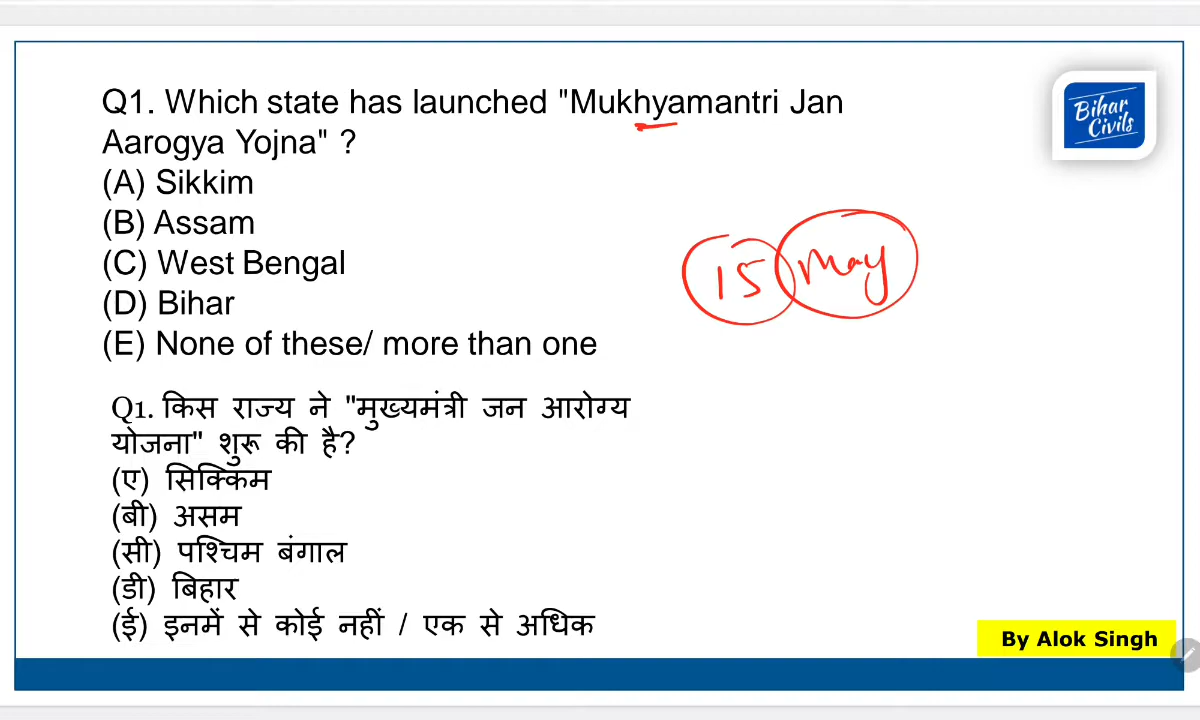 Q1. Which state has launched "Mukhyamantri Jan
Aarogya Yojna" ?
(A) Sikkim
(B) Assam
(C) West Bengal
(D) Bihar
(E) None of these/ more than one
Bihar
Civils
15 May
Q1. किस राज्य ने "मुख्यमंत्री जन आरोग्य
योजना" शुरू की है?
(ए) सिक्किम
(बी) असम
(सी) पश्चिम बंगाल
(डी) बिहार
(ई) इनमें से कोई नहीं / एक से अधिक
By Alok Singh